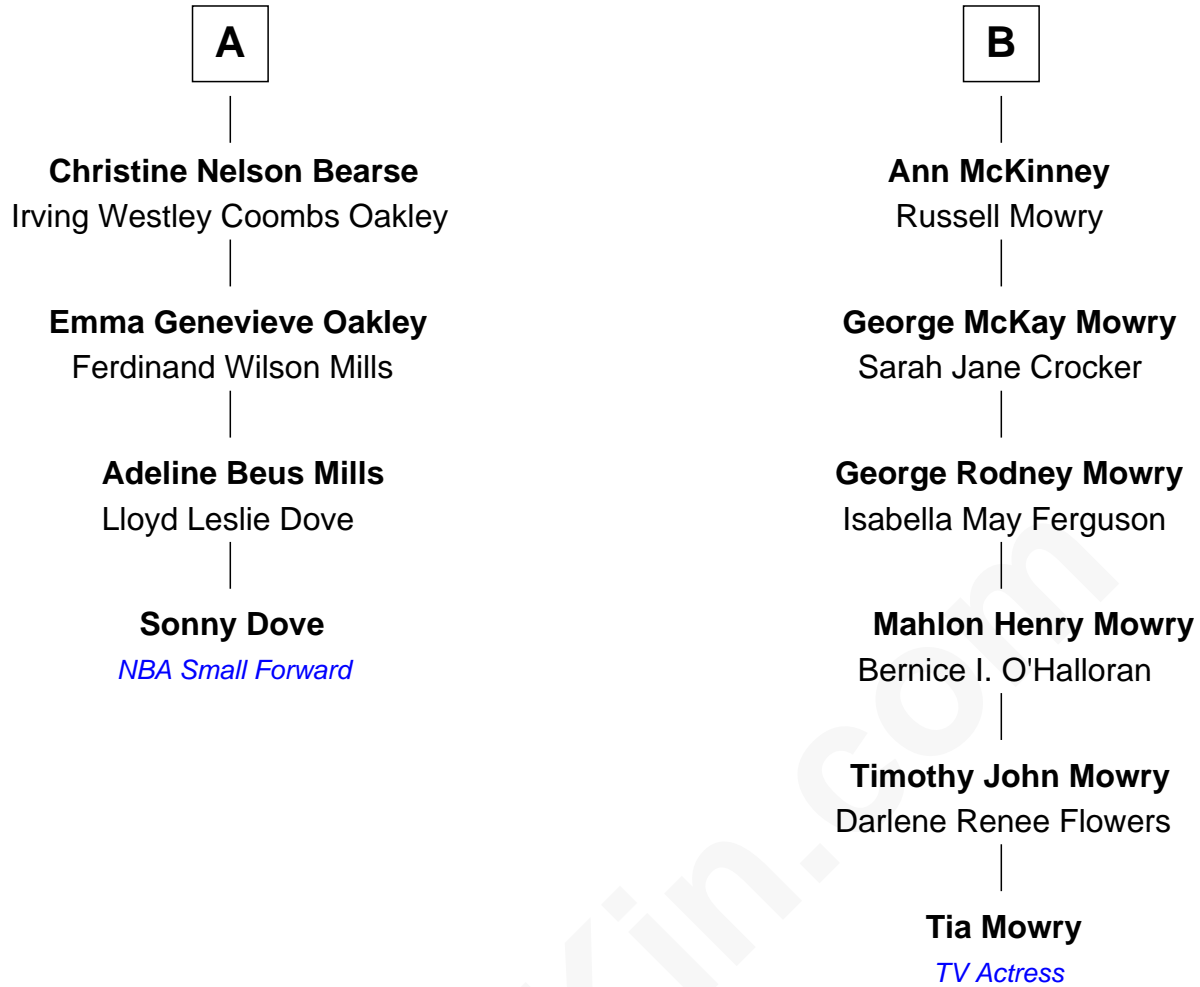 A
Christine Nelson Bearse
Irving Westley Coombs Oakley
Emma Genevieve Oakley
Ferdinand Wilson Mills
Adeline Beus Mills
Lloyd Leslie Dove
Sonny Dove
NBA Small Forward
B
Ann McKinney
Russell Mowry
George McKay Mowry
Sarah Jane Crocker
George Rodney Mowry
Isabella May Ferguson
Mahlon Henry Mowry
Bernice I. O'Halloran
Timothy John Mowry
Darlene Renee Flowers
Tia Mowry
TV Actress
Kin.com